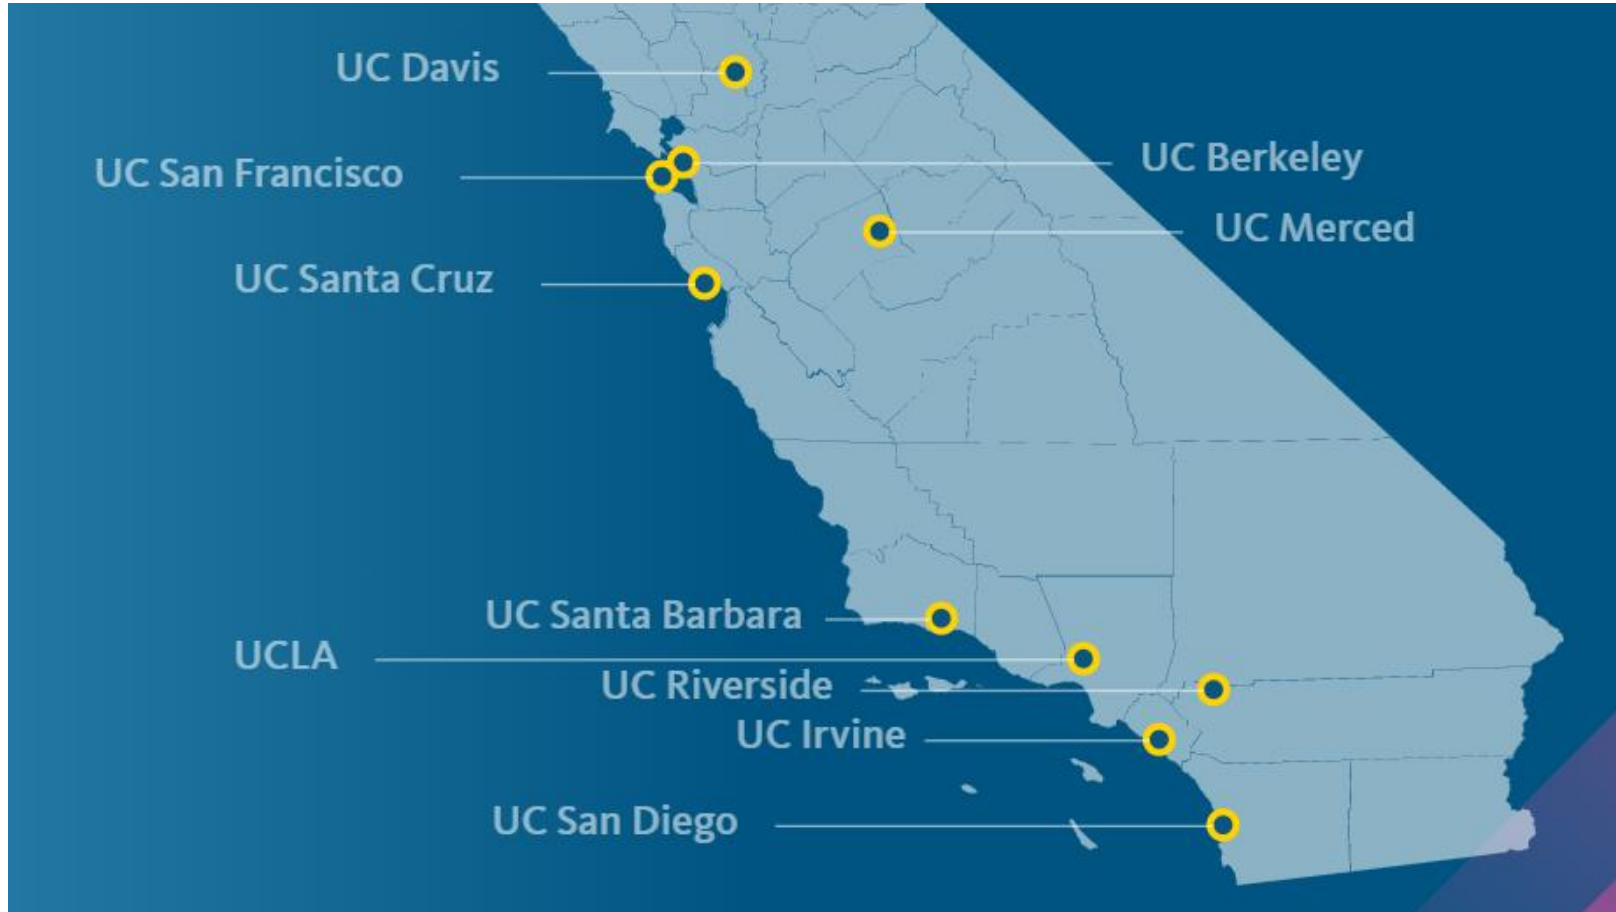 UC Davis
UC Berkeley
UC San Francisco
UC Merced
UC Santa Cruz
UC Santa Barbara
UCLA
UC Riverside
UC Irvine
UC San Diego